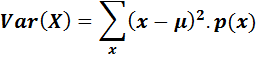 Var(X) = ∑ₓ (x − μ)². p(x)